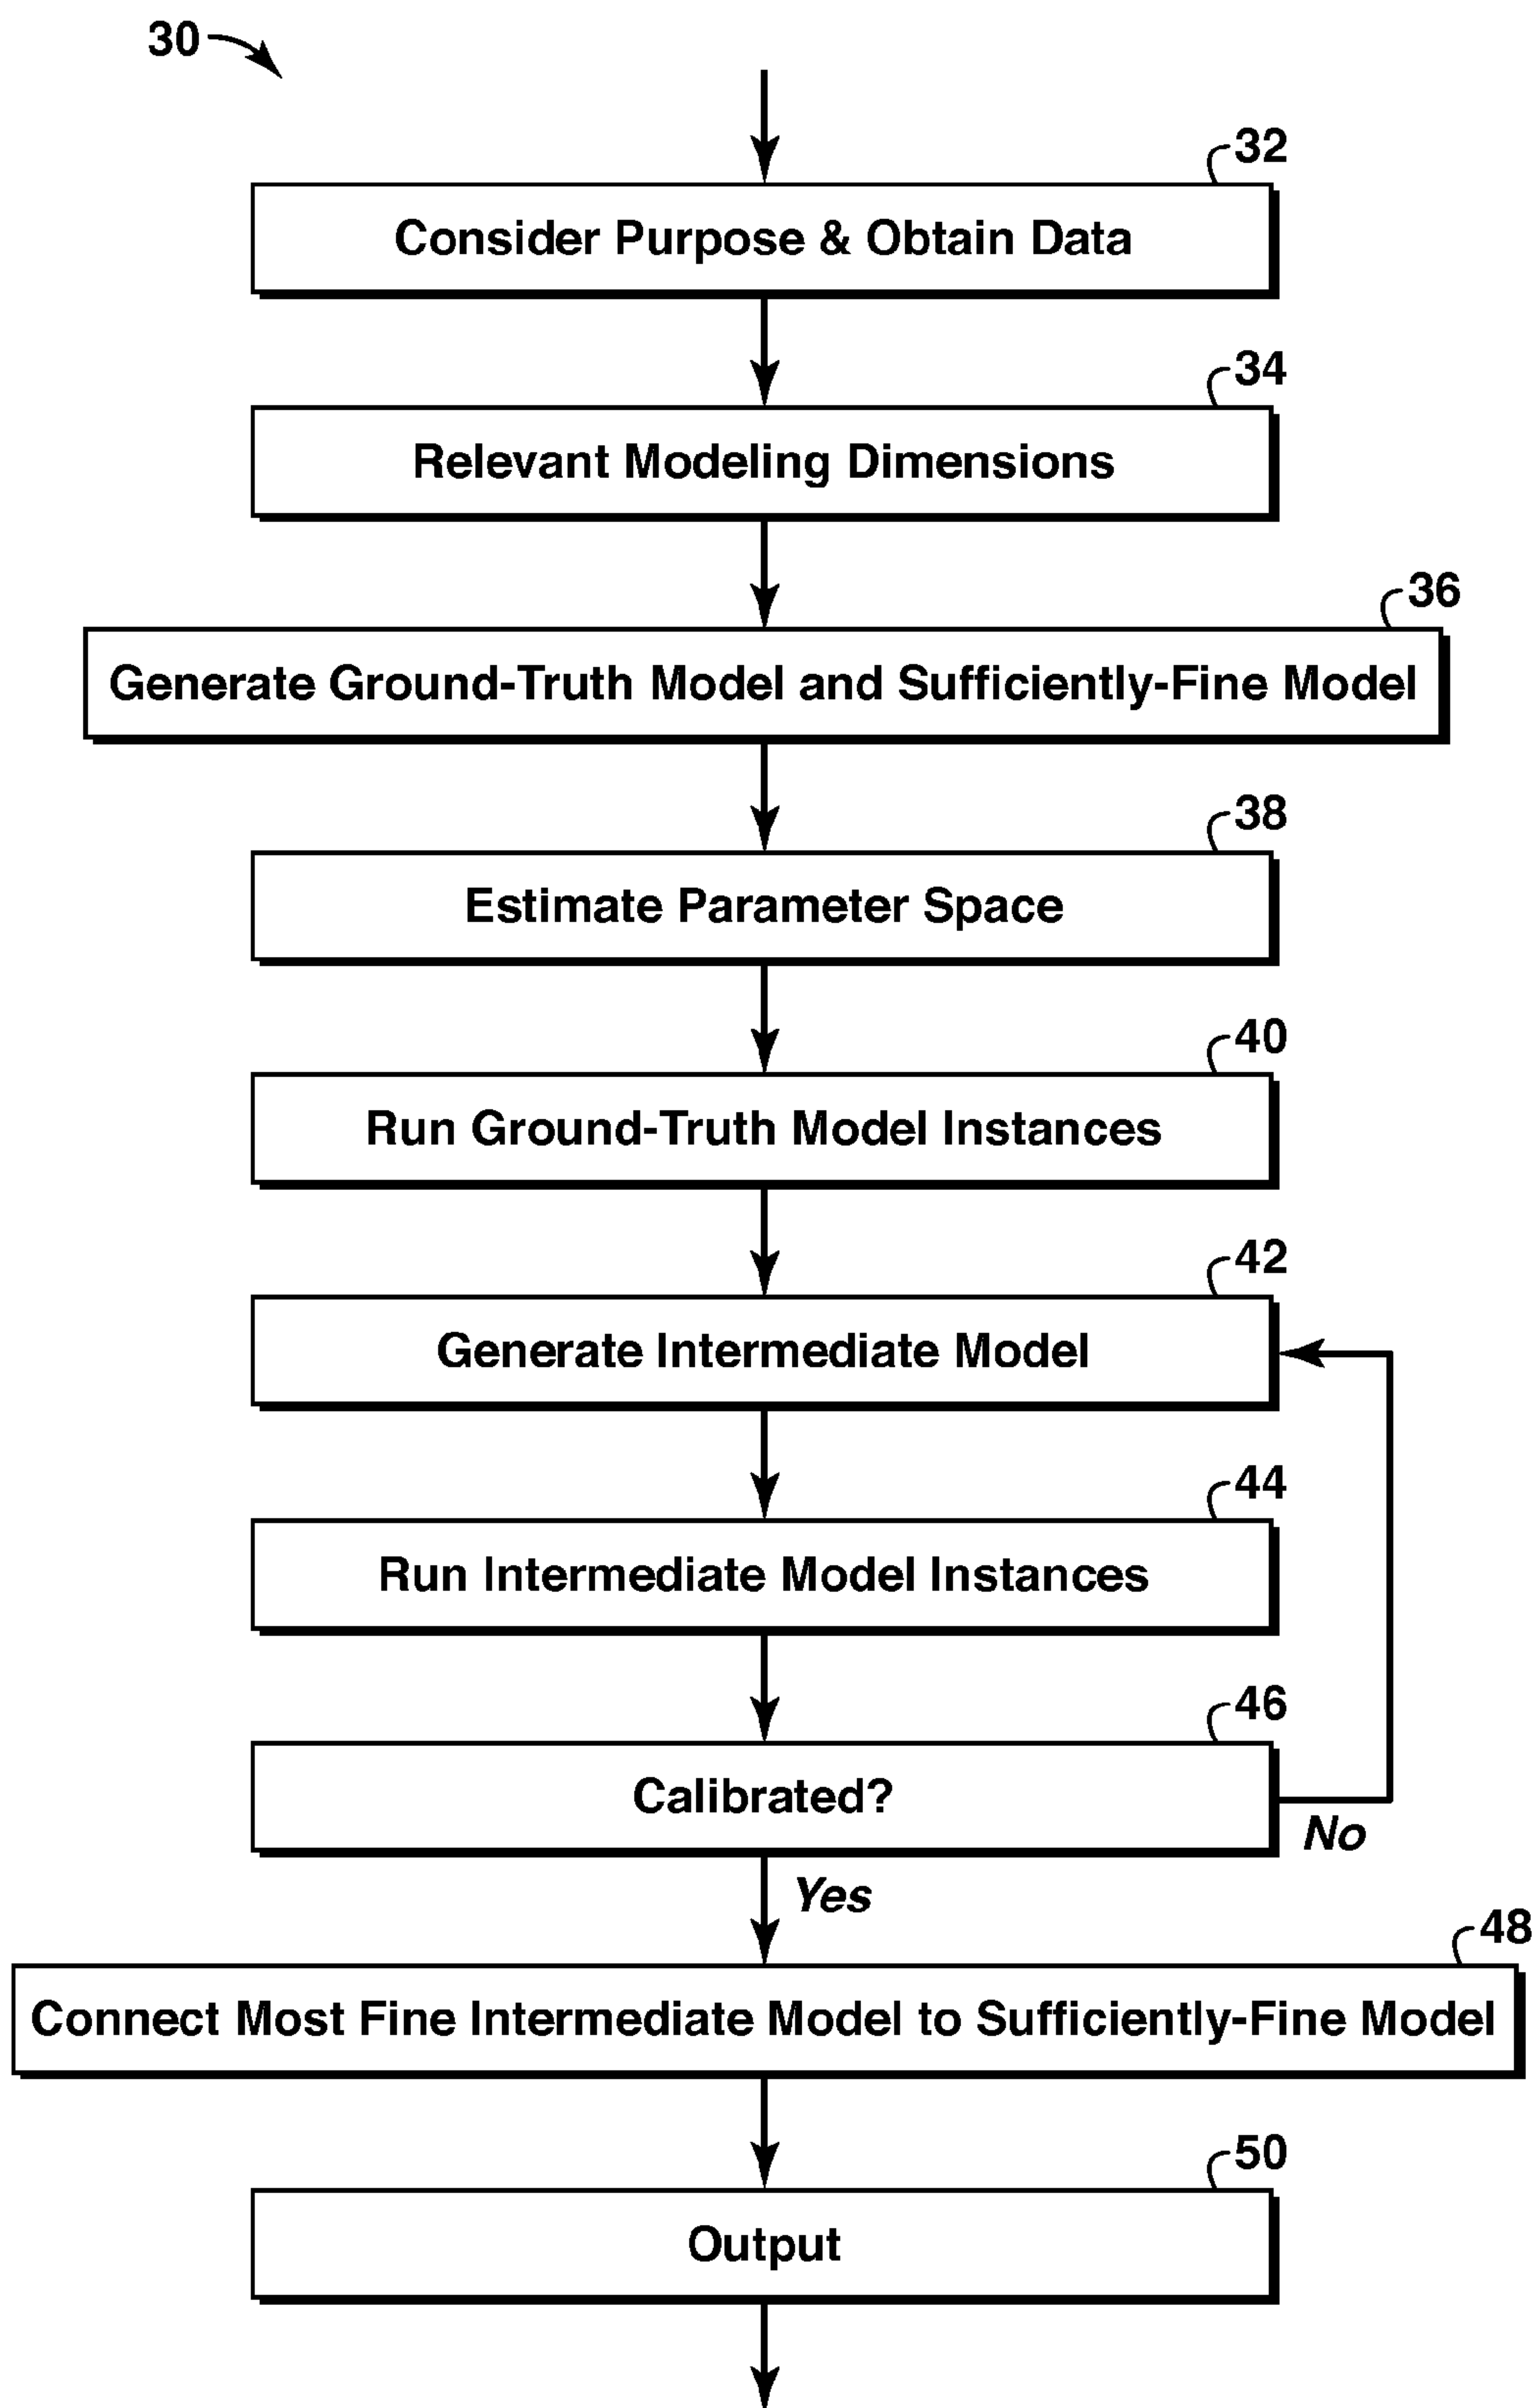 30
32
Consider Purpose & Obtain Data
34
Relevant Modeling Dimensions
36
Generate Ground-Truth Model and Sufficiently-Fine Model
38
Estimate Parameter Space
40
Run Ground-Truth Model Instances
42
Generate Intermediate Model
44
Run Intermediate Model Instances
46
Calibrated?
No
Yes
48
Connect Most Fine Intermediate Model to Sufficiently-Fine Model
50
Output